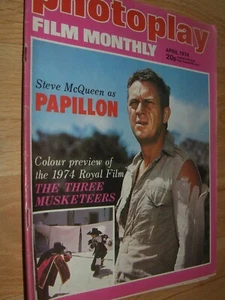 photoplay
FILM MONTHLY
APRIL 1974
20p
Steve McQueen as
PAPILLON
Colour preview of
the 1974 Royal Film
THE THREE
MUSKETEERS